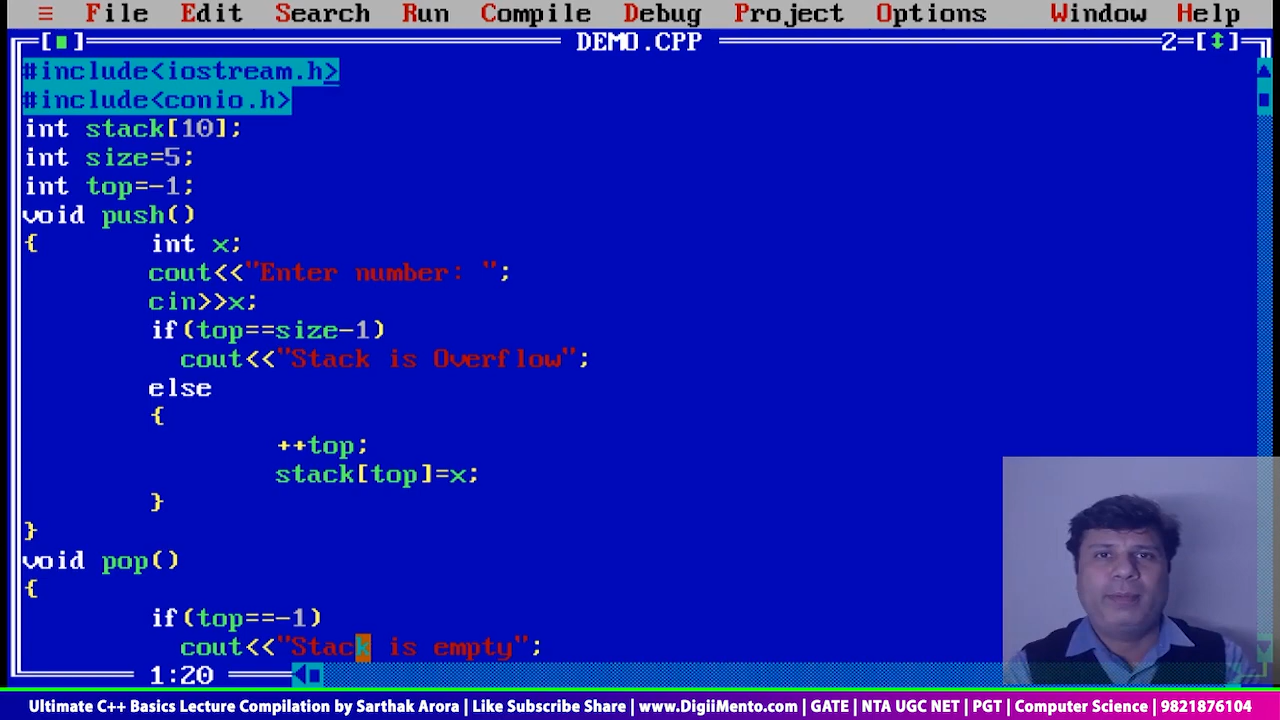 ≡ File Edit Search Run Compile Debug Project Options Window Help
[■] DEMO.CPP 2=[↕]
#include<iostream.h>
#include<conio.h>
int stack[10];
int size=5;
int top=-1;
void push()
{ int x;
cout<<"Enter number: ";
cin>>x;
if(top==size-1)
cout<<"Stack is Overflow";
else
{
++top;
stack[top]=x;
}
}
void pop()
{
if(top==-1)
cout<<"Stack is empty";
1:20
Ultimate C++ Basics Lecture Compilation by Sarthak Arora | Like Subscribe Share | www.DigiiMento.com | GATE | NTA UGC NET | PGT | Computer Science | 9821876104